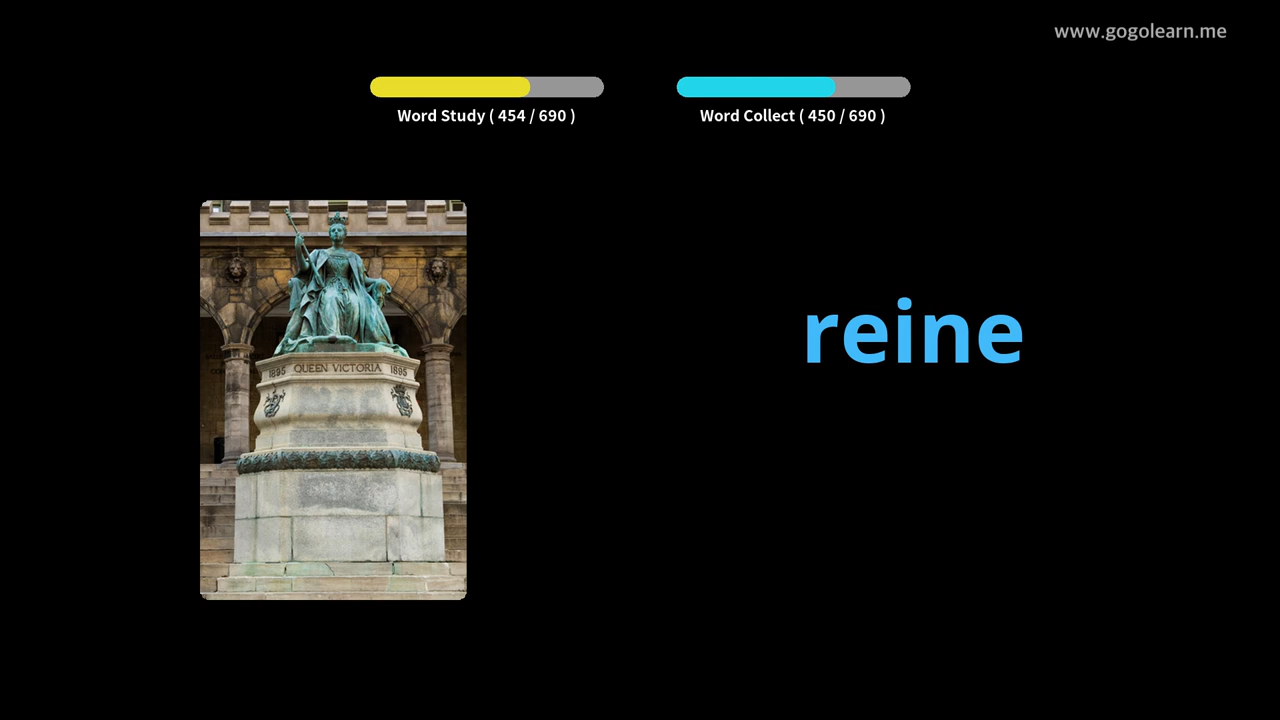 www.gogolearn.me
Word Study ( 454 / 690 )
Word Collect ( 450 / 690 )
1895 QUEEN VICTORIA 1895
reine